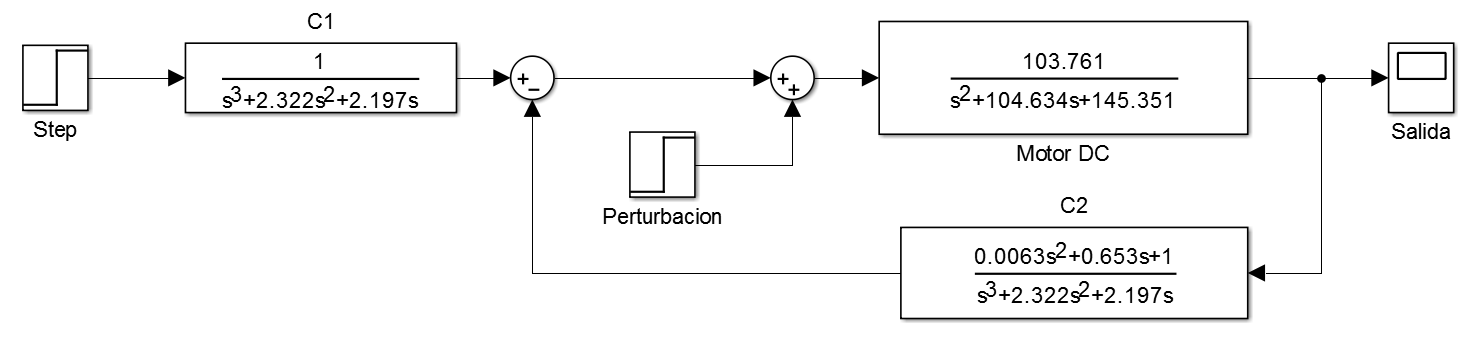 C1
Step
1
s3+2.322s2+2.197s
+
−
+
+
103.761
s2+104.634s+145.351
Motor DC
Salida
Perturbacion
C2
0.0063s2+0.653s+1
s3+2.322s2+2.197s